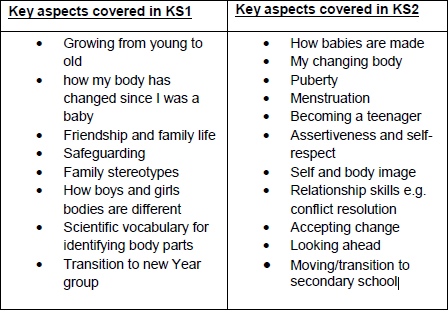 Key aspects covered in KS1
• Growing from young to
old
• how my body has
changed since I was a
baby
• Friendship and family life
• Safeguarding
• Family stereotypes
• How boys and girls
bodies are different
• Scientific vocabulary for
identifying body parts
• Transition to new Year
group
Key aspects covered in KS2
• How babies are made
• My changing body
• Puberty
• Menstruation
• Becoming a teenager
• Assertiveness and self-
respect
• Self and body image
• Relationship skills e.g.
conflict resolution
• Accepting change
• Looking ahead
• Moving/transition to
secondary school